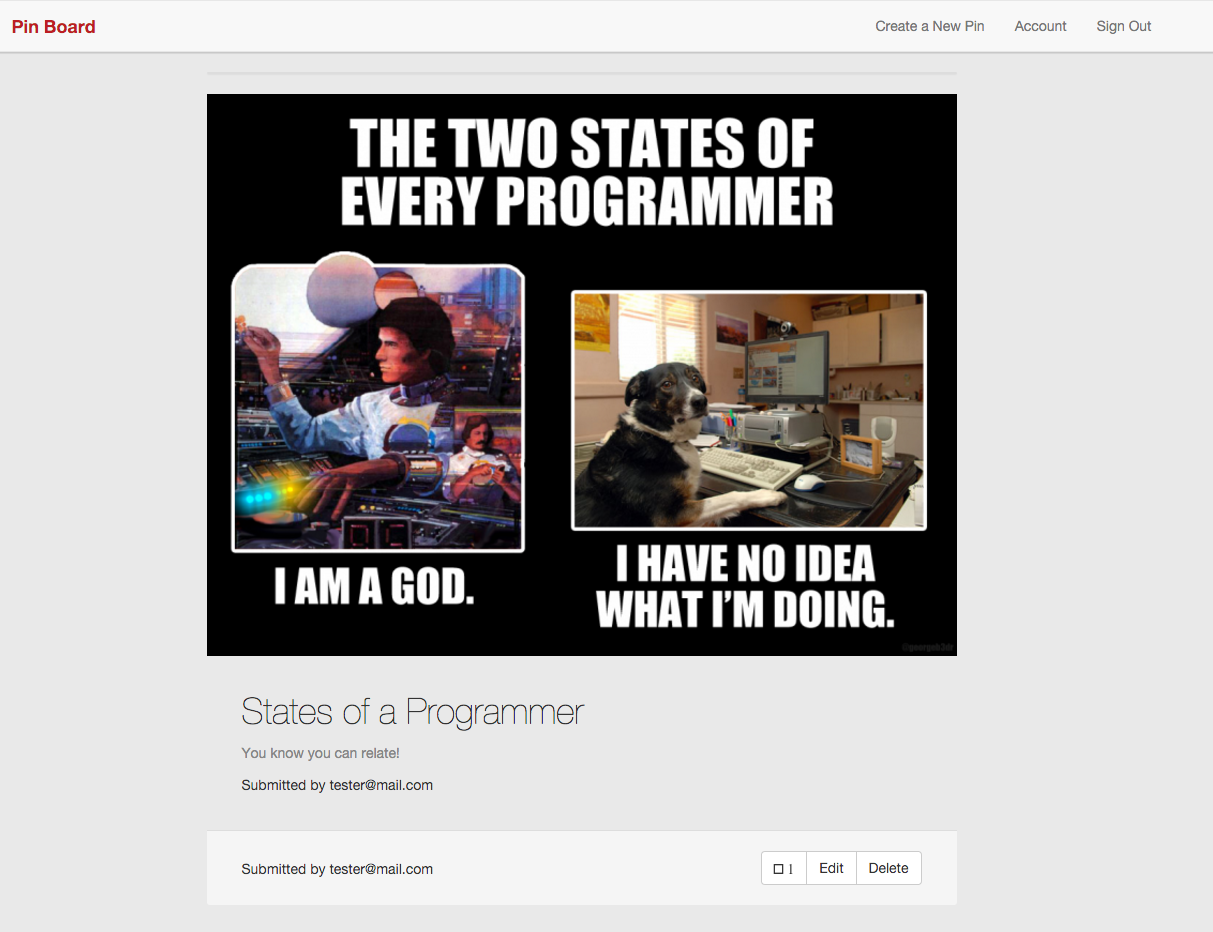 Pin Board
Create a New Pin
Account
Sign Out
THE TWO STATES OF
EVERY PROGRAMMER
I AM A GOD.
I HAVE NO IDEA
WHAT I'M DOING.
States of a Programmer
You know you can relate!
Submitted by tester@mail.com
Submitted by tester@mail.com
1
Edit
Delete